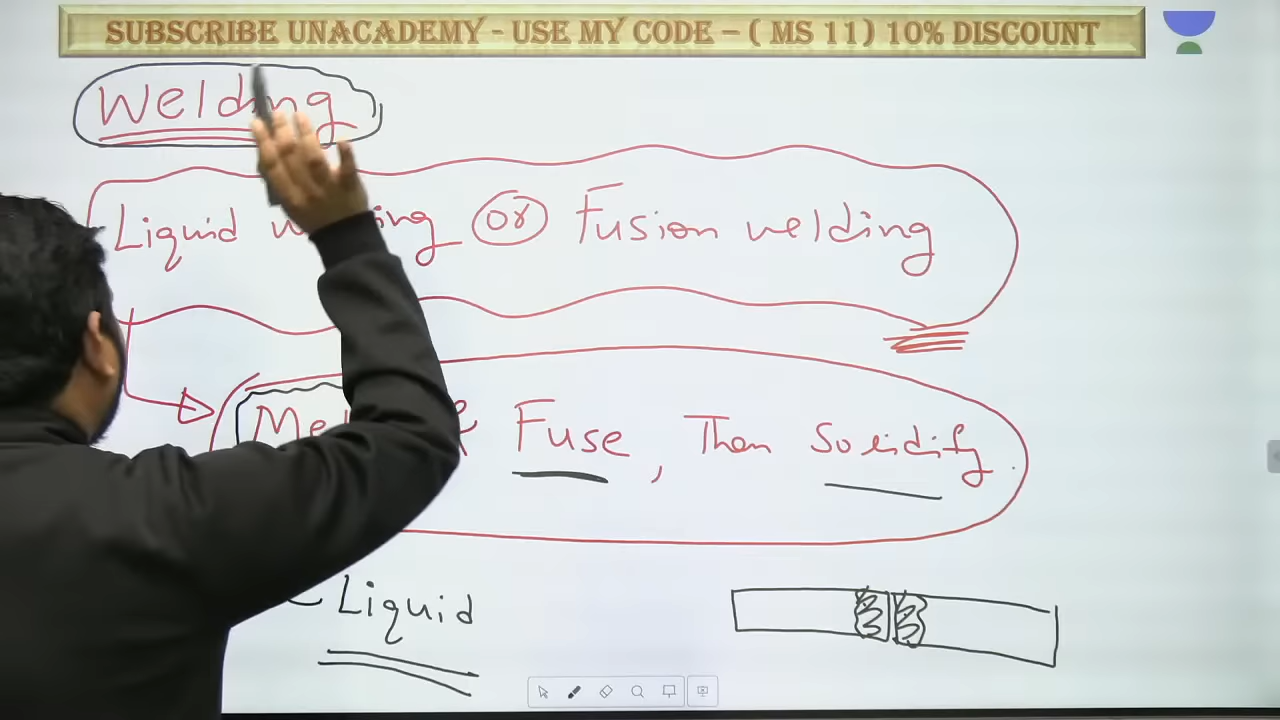 SUBSCRIBE UNACADEMY - USE MY CODE – ( MS 11) 10% DISCOUNT
Welding
Liquid or Fusion welding
Fuse, Then Solidify
Liquid